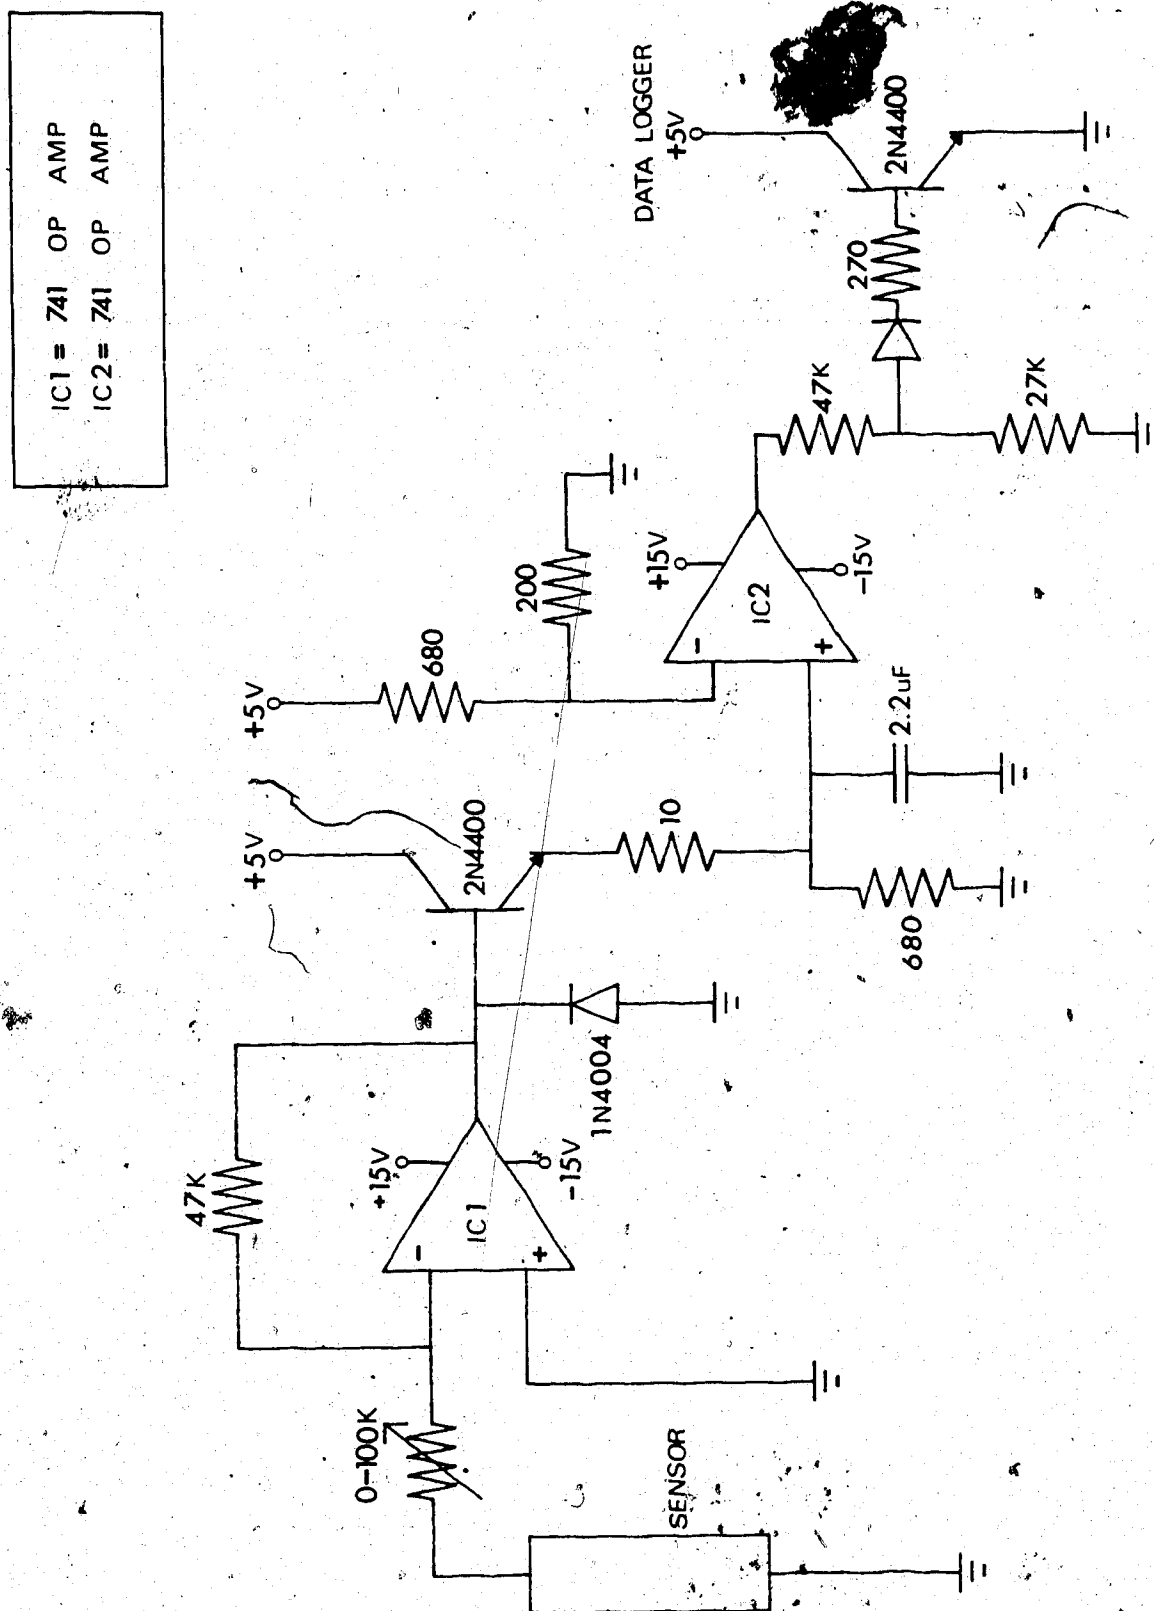 IC1 = 741 OP AMP
IC2 = 741 OP AMP
SENSOR
0-100K
47K
+15V
-
IC1
+
-15V
1N4004
+5V
2N4400
10
680
2.2uF
+5V
680
200
+15V
-
IC2
+
-15V
47K
27K
270
DATA LOGGER
+5V
2N4400